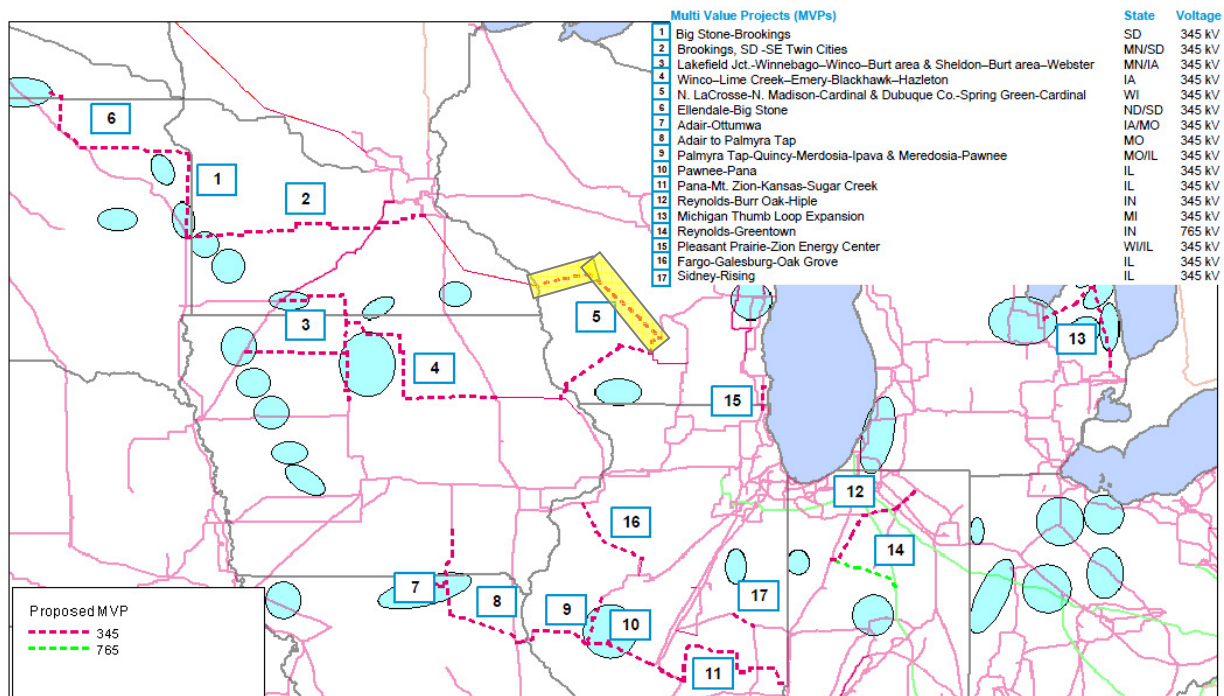 Multi Value Projects (MVPs) State Voltage
1 Big Stone-Brookings SD 345 kV
2 Brookings, SD -SE Twin Cities MN/SD 345 kV
3 Lakefield Jct.-Winnebago–Winco–Burt area & Sheldon–Burt area–Webster MN/IA 345 kV
4 Winco–Lime Creek–Emery-Blackhawk–Hazleton IA 345 kV
5 N. LaCrosse-N. Madison-Cardinal & Dubuque Co.-Spring Green-Cardinal WI 345 kV
6 Ellendale-Big Stone ND/SD 345 kV
7 Adair-Ottumwa IA/MO 345 kV
8 Adair to Palmyra Tap MO 345 kV
9 Palmyra Tap-Quincy-Merdosia-Ipava & Meredosia-Pawnee MO/IL 345 kV
10 Pawnee-Pana IL 345 kV
11 Pana-Mt. Zion-Kansas-Sugar Creek IL 345 kV
12 Reynolds-Burr Oak-Hiple IN 345 kV
13 Michigan Thumb Loop Expansion MI 345 kV
14 Reynolds-Greentown IN 765 kV
15 Pleasant Prairie-Zion Energy Center WI/IL 345 kV
16 Fargo-Galesburg-Oak Grove IL 345 kV
17 Sidney-Rising IL 345 kV
6
1
2
5
3
13
4
15
12
16
14
7
17
8
9
10
11
Proposed MVP
345
765